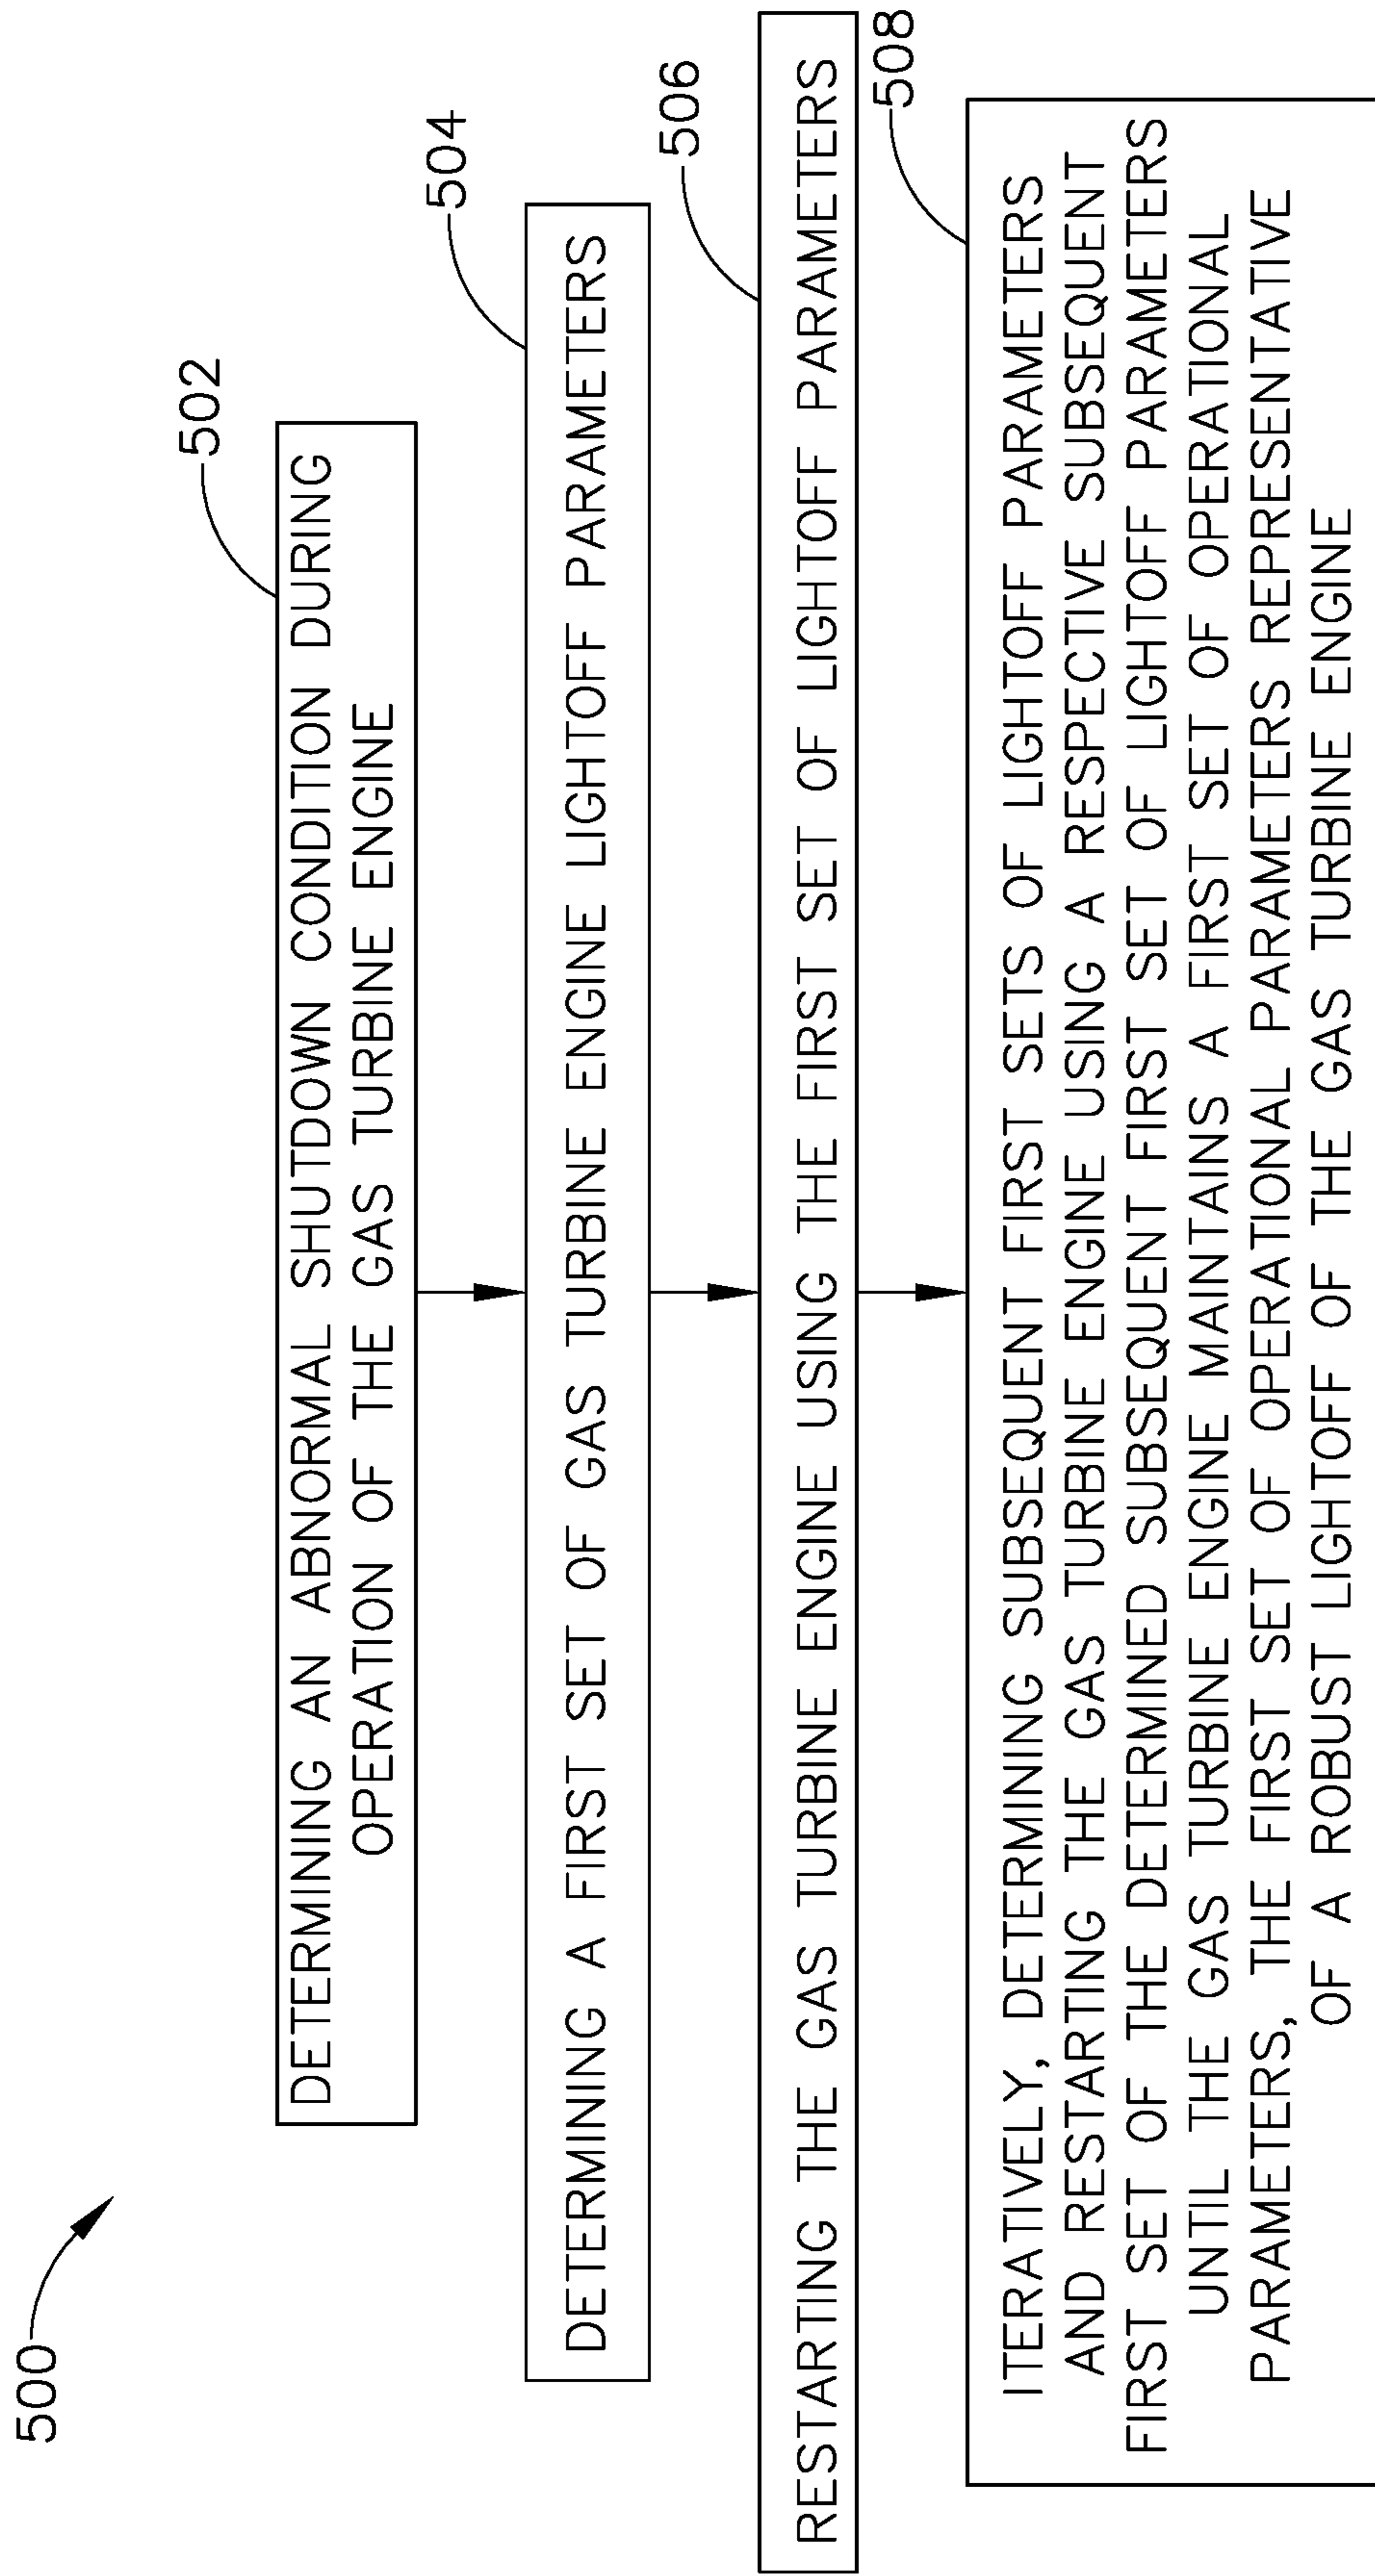 500
502
DETERMINING AN ABNORMAL SHUTDOWN CONDITION DURING
OPERATION OF THE GAS TURBINE ENGINE
504
DETERMINING A FIRST SET OF GAS TURBINE ENGINE LIGHTOFF PARAMETERS
506
RESTARTING THE GAS TURBINE ENGINE USING THE FIRST SET OF LIGHTOFF PARAMETERS
508
ITERATIVELY, DETERMINING SUBSEQUENT FIRST SETS OF LIGHTOFF PARAMETERS
AND RESTARTING THE GAS TURBINE ENGINE USING A RESPECTIVE SUBSEQUENT
FIRST SET OF THE DETERMINED SUBSEQUENT FIRST SET OF LIGHTOFF PARAMETERS
UNTIL THE GAS TURBINE ENGINE MAINTAINS A FIRST SET OF OPERATIONAL
PARAMETERS, THE FIRST SET OF OPERATIONAL PARAMETERS REPRESENTATIVE
OF A ROBUST LIGHTOFF OF THE GAS TURBINE ENGINE